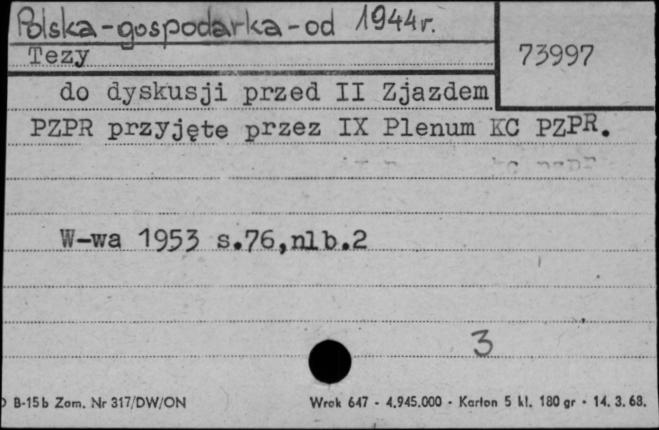 Polska-gospodarka-od 1944r.
Tezy
73997
do dyskusji przed II Zjazdem
PZPR przyjęte przez IX Plenum KC PZPR.
W-wa 1953 s.76,nlb.2
3
B-15b Zam. Nr 317/DW/ON
Wrok 647 - 4.945.000 - Karton 5 kl. 180 gr - 14. 3. 63.